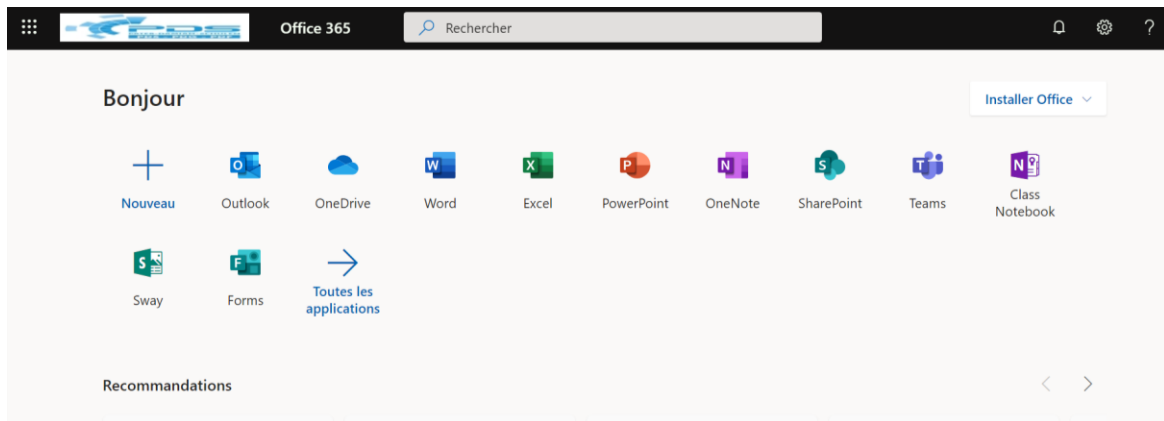 Office 365
Rechercher
?
Bonjour
Installer Office
Nouveau
Outlook
OneDrive
Word
Excel
PowerPoint
OneNote
SharePoint
Teams
Class
Notebook
Sway
Forms
Toutes les
applications
Recommandations